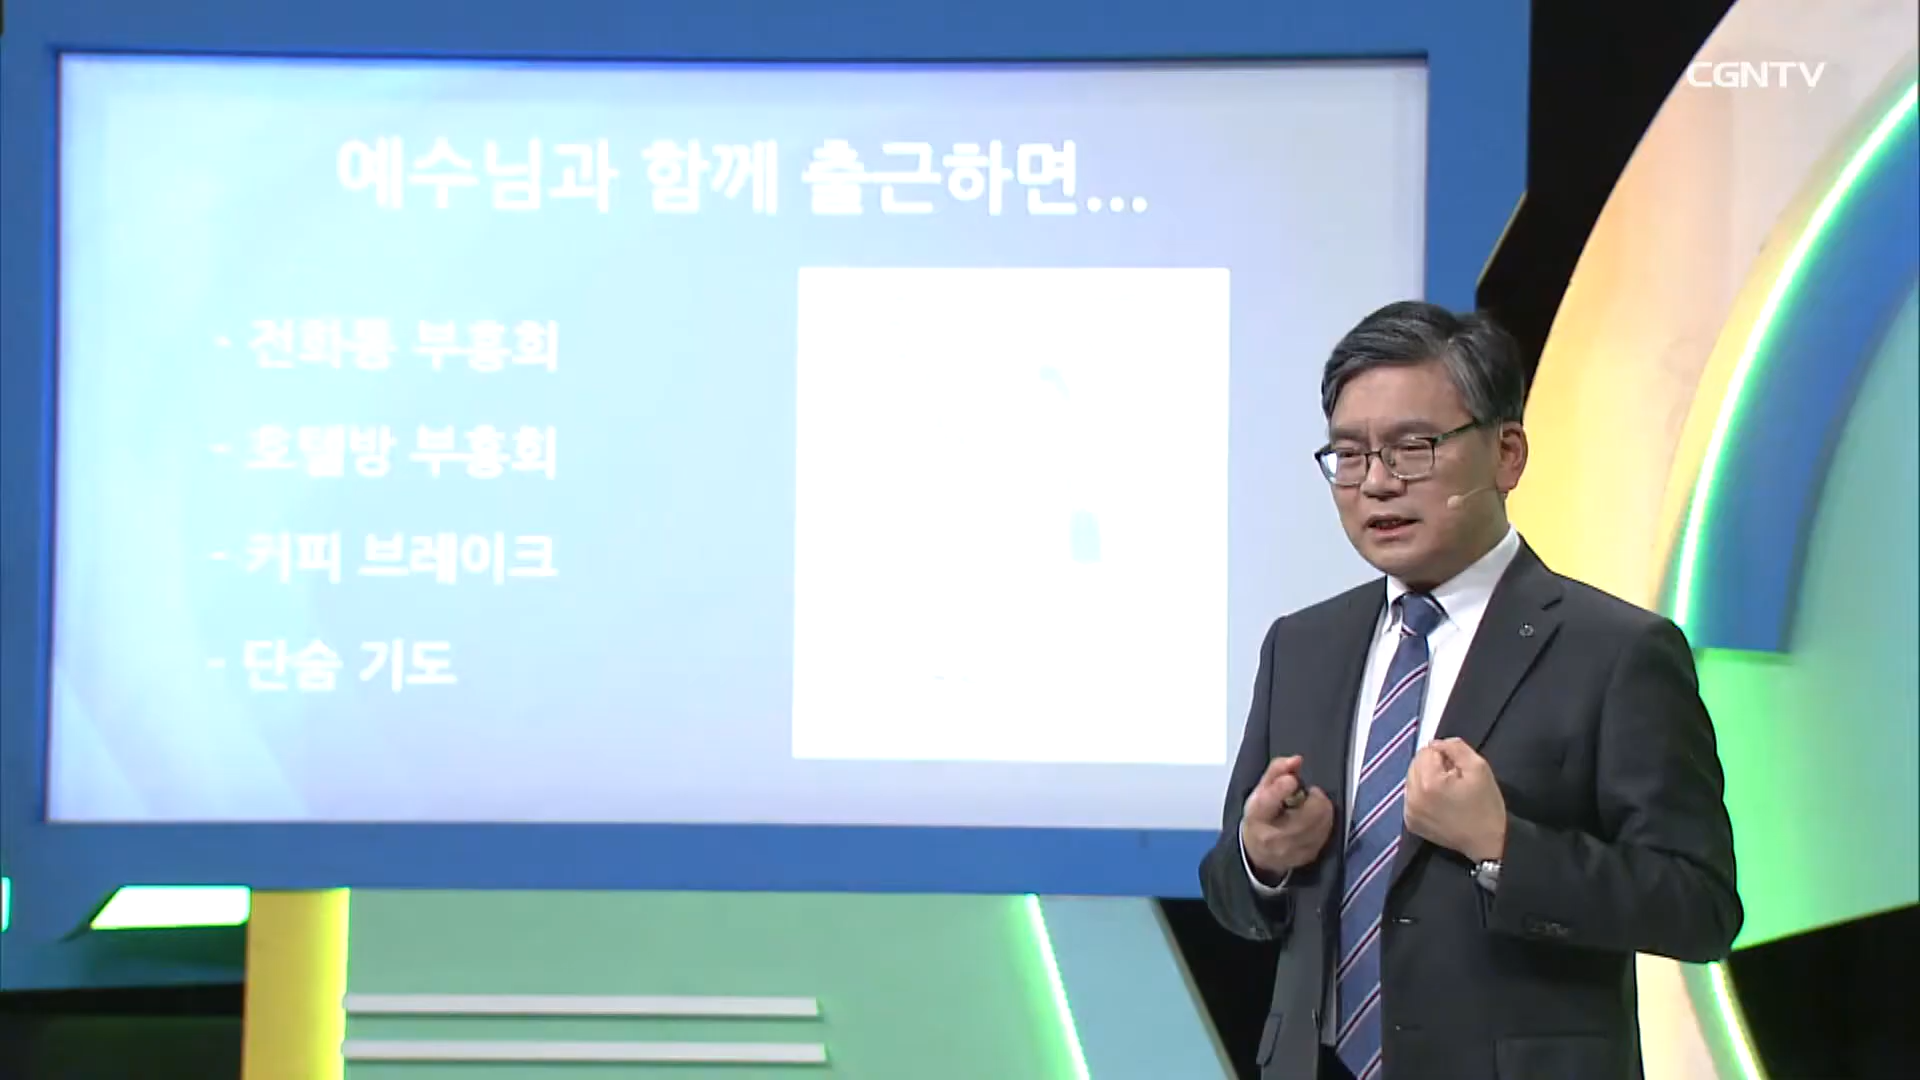 CGNTV
예수님과 함께 출근하면...
- 전화통 부흥회
- 호텔방 부흥회
- 커피 브레이크
- 단숨 기도